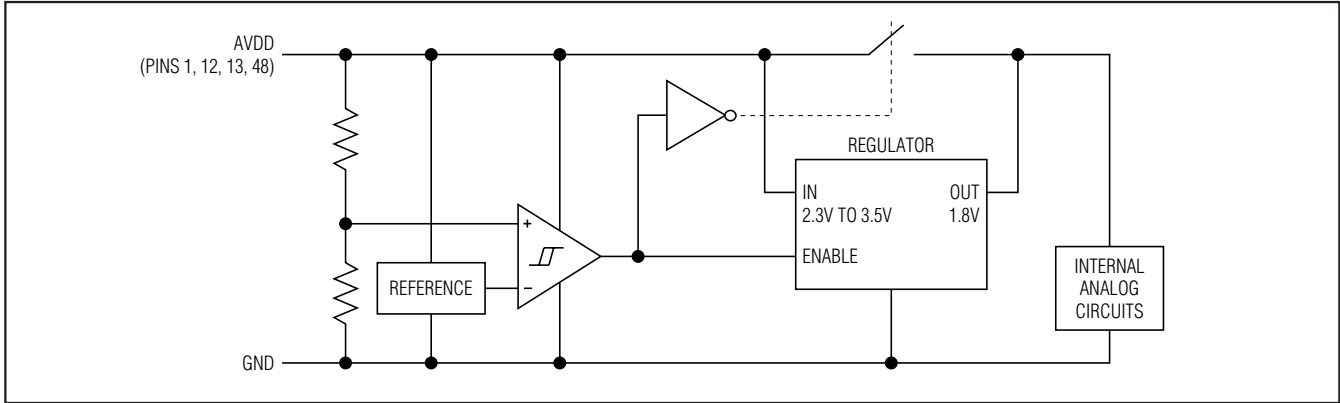 AVDD
(PINS 1, 12, 13, 48)
REGULATOR
IN
2.3V TO 3.5V
OUT
1.8V
ENABLE
+
−
REFERENCE
INTERNAL
ANALOG
CIRCUITS
GND